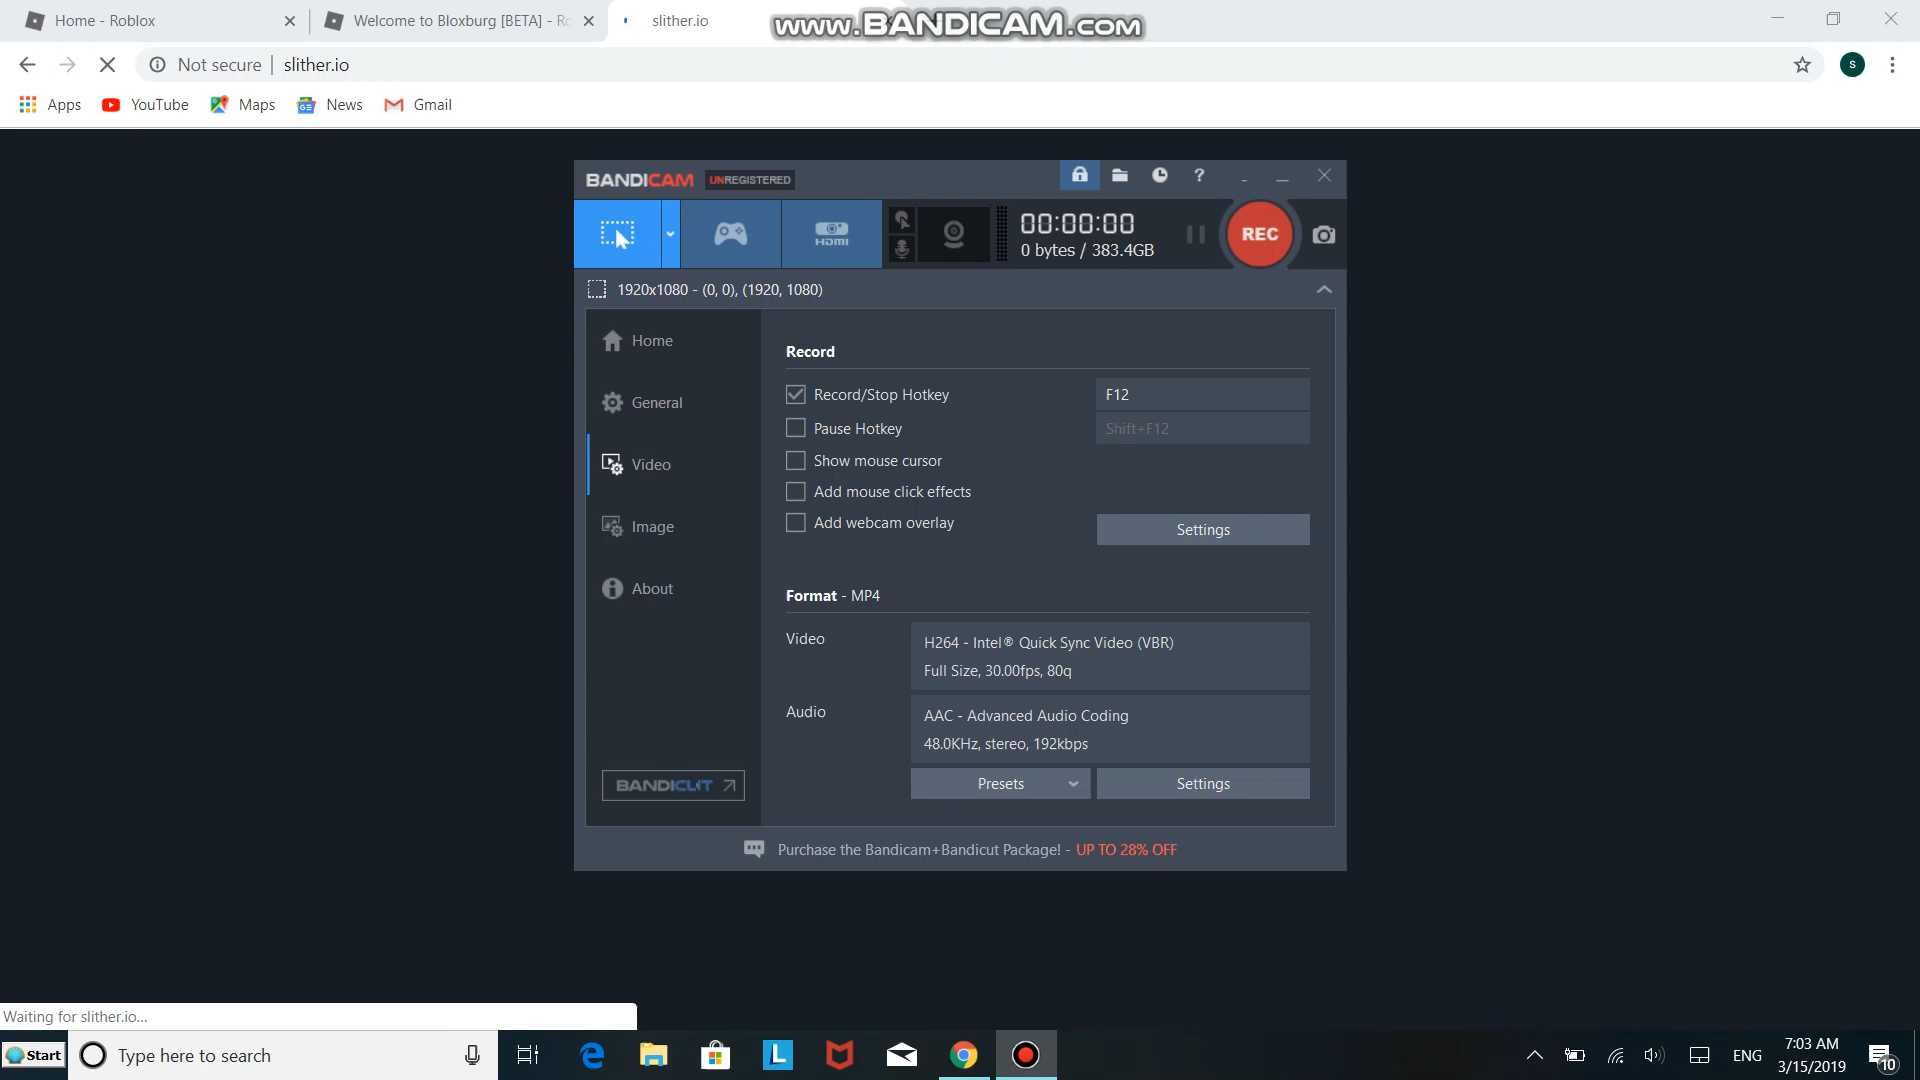 Home - Roblox
Welcome to Bloxburg [BETA] - Ro
slither.io
www.BANDICAM.com
Not secure | slither.io
S
Apps YouTube Maps News Gmail
BANDICAM UNREGISTERED
?
HDMI
00:00:00
0 bytes / 383.4GB
REC
1920x1080 - (0, 0), (1920, 1080)
Home
General
Video
Image
About
BANDICUT
Record
Record/Stop Hotkey F12
Pause Hotkey Shift+F12
Show mouse cursor
Add mouse click effects
Add webcam overlay
Settings
Format - MP4
Video
H264 - Intel® Quick Sync Video (VBR)
Full Size, 30.00fps, 80q
Audio
AAC - Advanced Audio Coding
48.0KHz, stereo, 192kbps
Presets Settings
Purchase the Bandicam+Bandicut Package! - UP TO 28% OFF
Waiting for slither.io...
Start
Type here to search
L
ENG
7:03 AM
3/15/2019
10